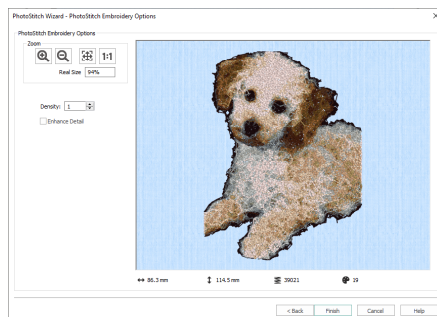 PhotoStitch Wizard - PhotoStitch Embroidery Options
PhotoStitch Embroidery Options
Zoom
1:1
Real Size 94%
Density: 1
Enhance Detail
86.3 mm 114.5 mm 39021 19
< Back Finish Cancel Help